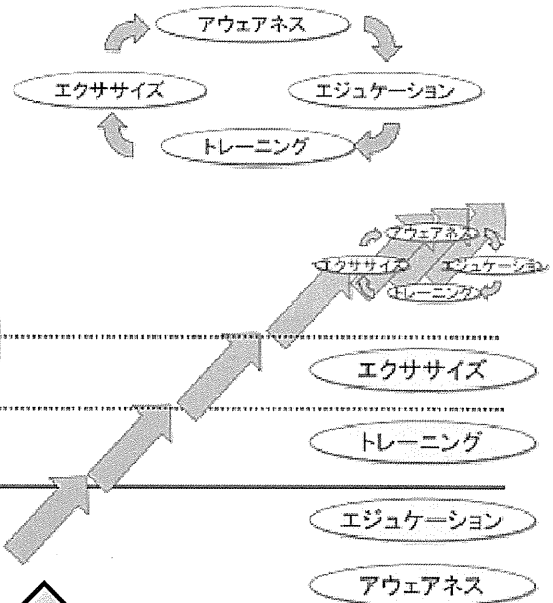 アウェアネス
エクササイズ
エジュケーション
トレーニング
アウェアネス
エクササイズ
エジュケーション
トレーニング
エクササイズ
トレーニング
エジュケーション
アウェアネス